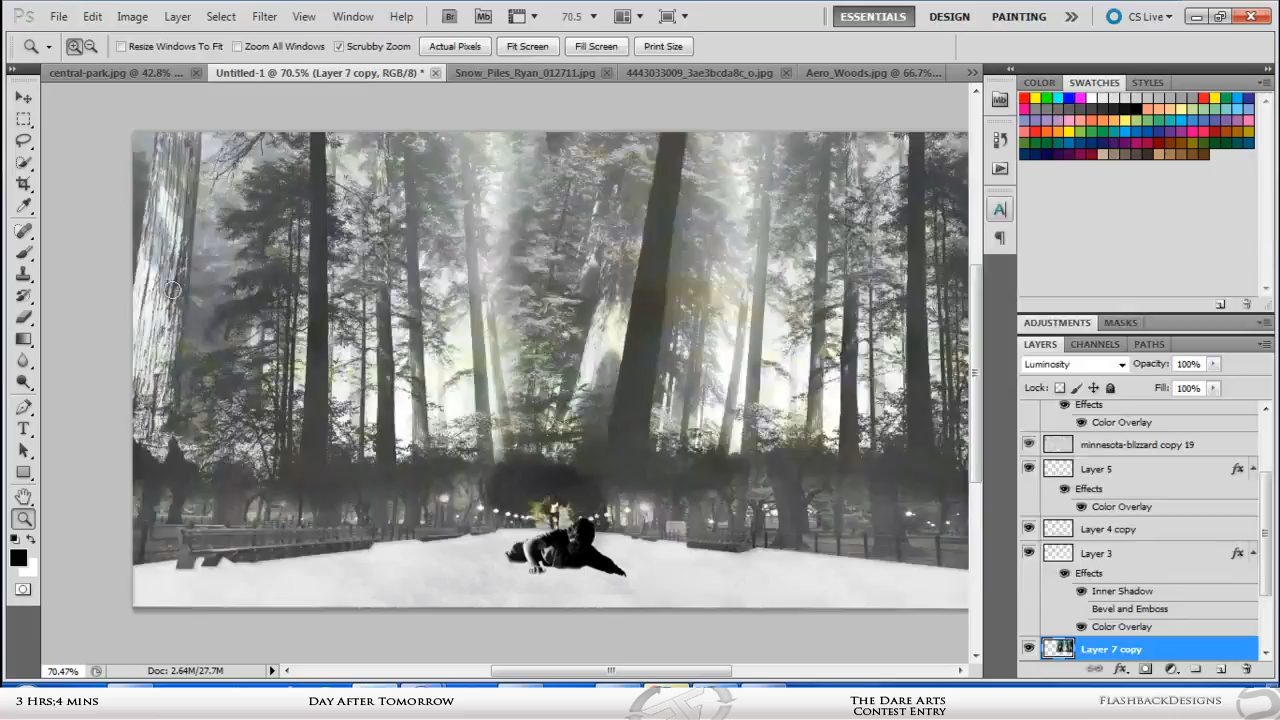 Ps File Edit Image Layer Select Filter View Window Help Br Mb 70.5 ESSENTIALS DESIGN PAINTING CS Live
Resize Windows To Fit Zoom All Windows Scrubby Zoom Actual Pixels Fit Screen Fill Screen Print Size
central-park.jpg @ 42.8% ... Untitled-1 @ 70.5% (Layer 7 copy, RGB/8) * Snow_Piles_Ryan_012711.jpg 4443033009_3ae3bcda8c_o.jpg Aero_Woods.jpg @ 66.7%...
COLOR SWATCHES STYLES
Mb
A
T
ADJUSTMENTS MASKS
LAYERS CHANNELS PATHS
Luminosity Opacity: 100%
Lock: Fill: 100%
Effects
Color Overlay
minnesota-blizzard copy 19
Layer 5 fx
Effects
Color Overlay
Layer 4 copy
Layer 3 fx
Effects
Inner Shadow
Bevel and Emboss
Color Overlay
Layer 7 copy
fx
70.47% Doc: 2.64M/27.7M
3 HRS;4 MINS DAY AFTER TOMORROW THE DARE ARTS
CONTEST ENTRY FLASHBACKDESIGNS